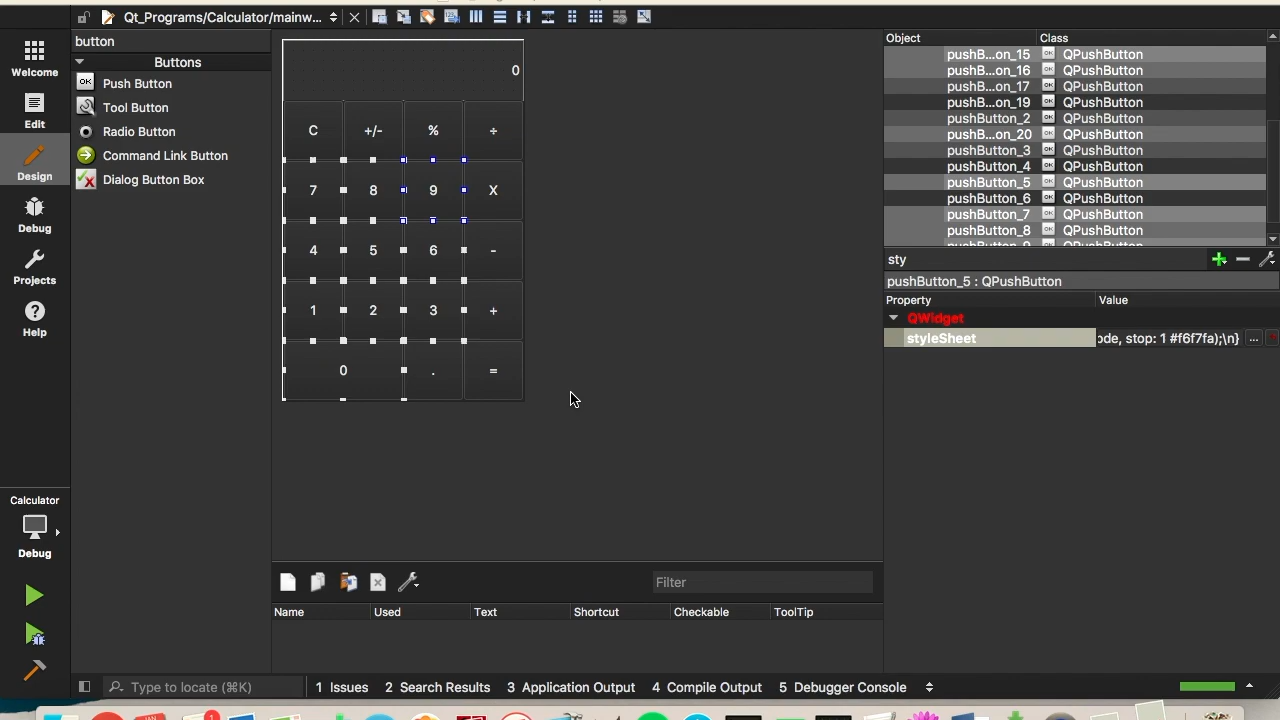 Qt_Programs/Calculator/mainw...
button
Object Class
Buttons
Welcome
Edit
Design
Debug
Projects
Help
Push Button
Tool Button
Radio Button
Command Link Button
Dialog Button Box
0
C +/- % ÷
7 8 9 X
4 5 6 -
1 2 3 +
0 . =
pushB...on_15 QPushButton
pushB...on_16 QPushButton
pushB...on_17 QPushButton
pushB...on_19 QPushButton
pushButton_2 QPushButton
pushB...on_20 QPushButton
pushButton_3 QPushButton
pushButton_4 QPushButton
pushButton_5 QPushButton
pushButton_6 QPushButton
pushButton_7 QPushButton
pushButton_8 QPushButton
sty
pushButton_5 : QPushButton
Property Value
QWidget
styleSheet ode, stop: 1 #f6f7fa);\n} ...
Calculator
Debug
Filter
Name Used Text Shortcut Checkable ToolTip
Type to locate (⌘K) 1 Issues 2 Search Results 3 Application Output 4 Compile Output 5 Debugger Console